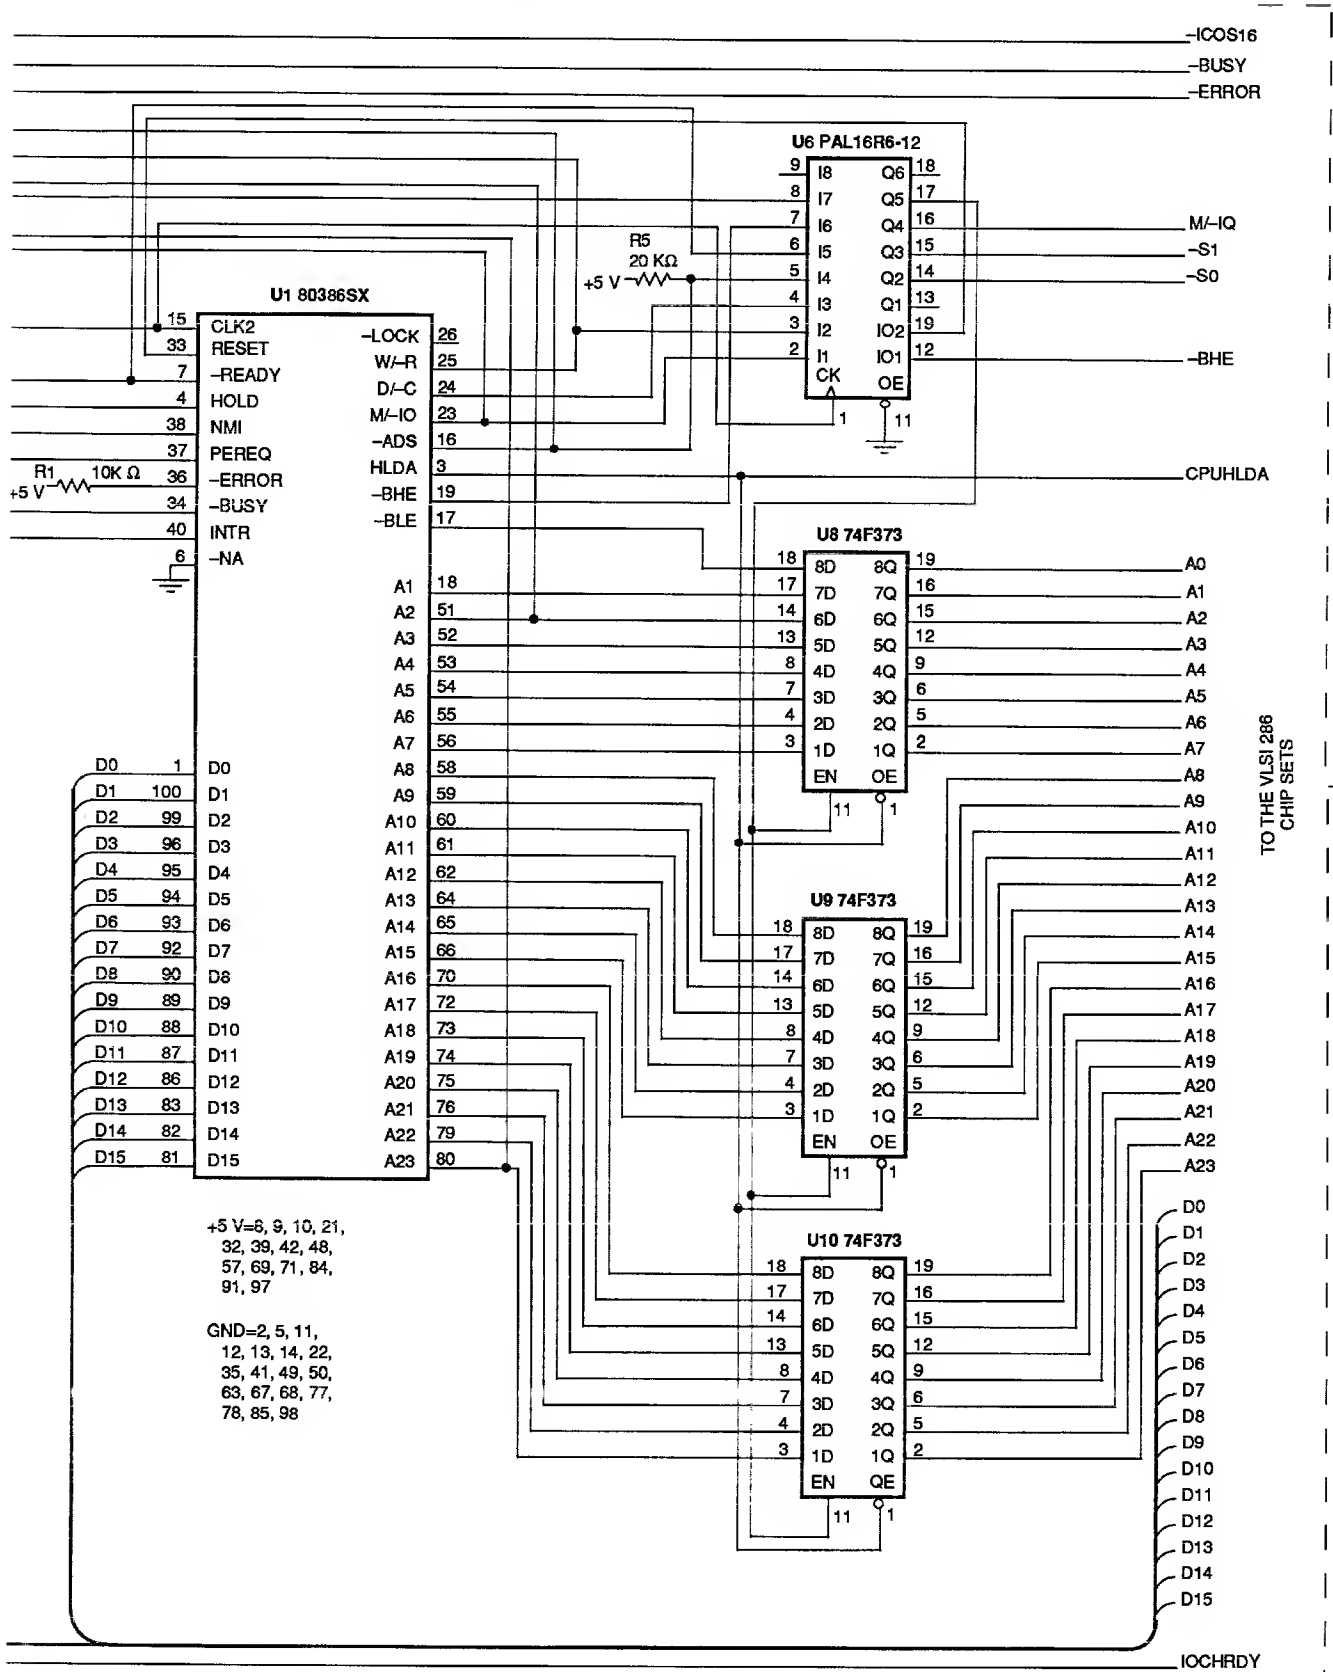 –ICOS16
–BUSY
–ERROR
U6 PAL16R6-12
9 I8 Q6 18
8 I7 Q5 17
7 I6 Q4 16 M/–IQ
6 I5 Q3 15 –S1
R5
20 KΩ
+5 V
5 I4 Q2 14 –S0
4 I3 Q1 13
3 I2 IO2 19
2 I1 IO1 12 –BHE
CK OE
1 11
U1 80386SX
15 CLK2
33 RESET
7 –READY
4 HOLD
38 NMI
37 PEREQ
R1 10K Ω
+5 V
36 –ERROR
34 –BUSY
40 INTR
6 –NA
–LOCK 26
W/–R 25
D/–C 24
M/–IO 23
–ADS 16
HLDA 3 CPUHLDA
–BHE 19
–BLE 17
A1 18
A2 51
A3 52
A4 53
A5 54
A6 55
A7 56
A8 58
A9 59
A10 60
A11 61
A12 62
A13 64
A14 65
A15 66
A16 70
A17 72
A18 73
A19 74
A20 75
A21 76
A22 79
A23 80
D0 1 D0
D1 100 D1
D2 99 D2
D3 96 D3
D4 95 D4
D5 94 D5
D6 93 D6
D7 92 D7
D8 90 D8
D9 89 D9
D10 88 D10
D11 87 D11
D12 86 D12
D13 83 D13
D14 82 D14
D15 81 D15
+5 V=8, 9, 10, 21,
32, 39, 42, 48,
57, 69, 71, 84,
91, 97
GND=2, 5, 11,
12, 13, 14, 22,
35, 41, 49, 50,
63, 67, 68, 77,
78, 85, 98
U8 74F373
18 8D 8Q 19
17 7D 7Q 16
14 6D 6Q 15
13 5D 5Q 12
8 4D 4Q 9
7 3D 3Q 6
4 2D 2Q 5
3 1D 1Q 2
EN OE
11 1
U9 74F373
18 8D 8Q 19
17 7D 7Q 16
14 6D 6Q 15
13 5D 5Q 12
8 4D 4Q 9
7 3D 3Q 6
4 2D 2Q 5
3 1D 1Q 2
EN OE
11 1
U10 74F373
18 8D 8Q 19
17 7D 7Q 16
14 6D 6Q 15
13 5D 5Q 12
8 4D 4Q 9
7 3D 3Q 6
4 2D 2Q 5
3 1D 1Q 2
EN QE
11 1
A0
A1
A2
A3
A4
A5
A6
A7
A8
A9
A10
A11
A12
A13
A14
A15
A16
A17
A18
A19
A20
A21
A22
A23
D0
D1
D2
D3
D4
D5
D6
D7
D8
D9
D10
D11
D12
D13
D14
D15
TO THE VLSI 286
CHIP SETS
IOCHRDY